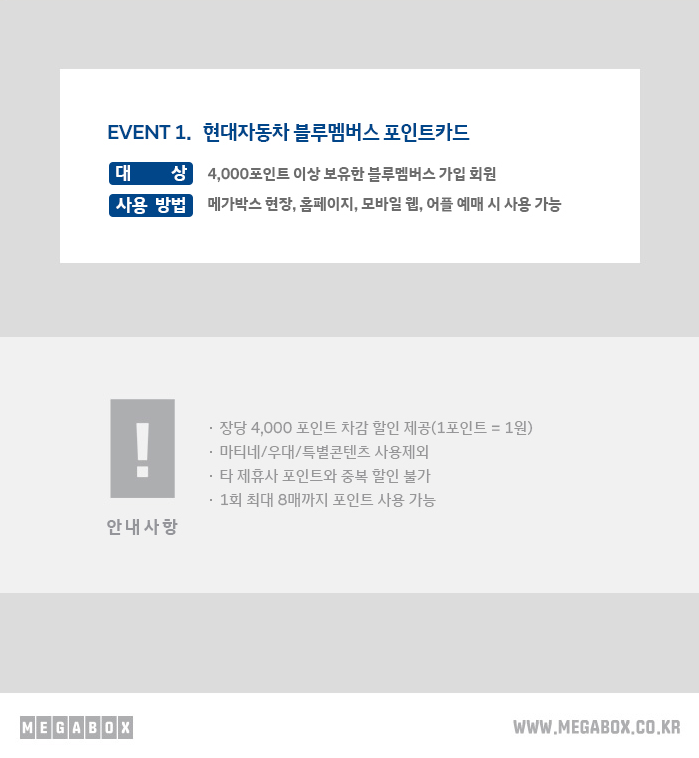 EVENT 1. 현대자동차 블루멤버스 포인트카드
대 상 4,000포인트 이상 보유한 블루멤버스 가입 회원
사용 방법 메가박스 현장, 홈페이지, 모바일 웹, 어플 예매 시 사용 가능
!
안내사항
· 장당 4,000 포인트 차감 할인 제공(1포인트 = 1원)
· 마티네/우대/특별콘텐츠 사용제외
· 타 제휴사 포인트와 중복 할인 불가
· 1회 최대 8매까지 포인트 사용 가능
MEGABOX
WWW.MEGABOX.CO.KR